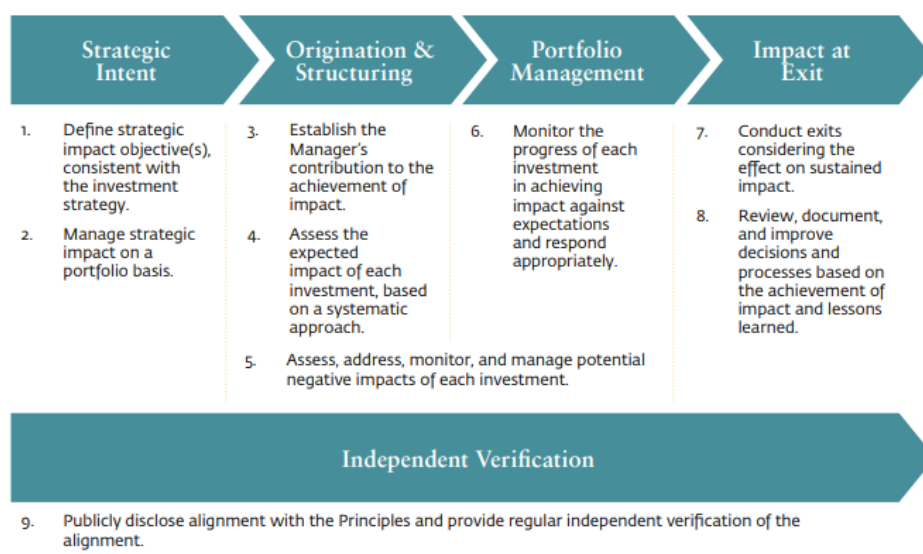 Strategic
Intent
Origination &
Structuring
Portfolio
Management
Impact at
Exit
1. Define strategic
impact objective(s),
consistent with
the investment
strategy.
2. Manage strategic
impact on a
portfolio basis.
3. Establish the
Manager's
contribution to the
achievement of
impact.
4. Assess the
expected
impact of each
investment, based
on a systematic
approach.
5. Assess, address, monitor, and manage potential
negative impacts of each investment.
6. Monitor the
progress of each
investment
in achieving
impact against
expectations
and respond
appropriately.
7. Conduct exits
considering the
effect on sustained
impact.
8. Review, document,
and improve
decisions and
processes based on
the achievement of
impact and lessons
learned.
Independent Verification
9. Publicly disclose alignment with the Principles and provide regular independent verification of the
alignment.